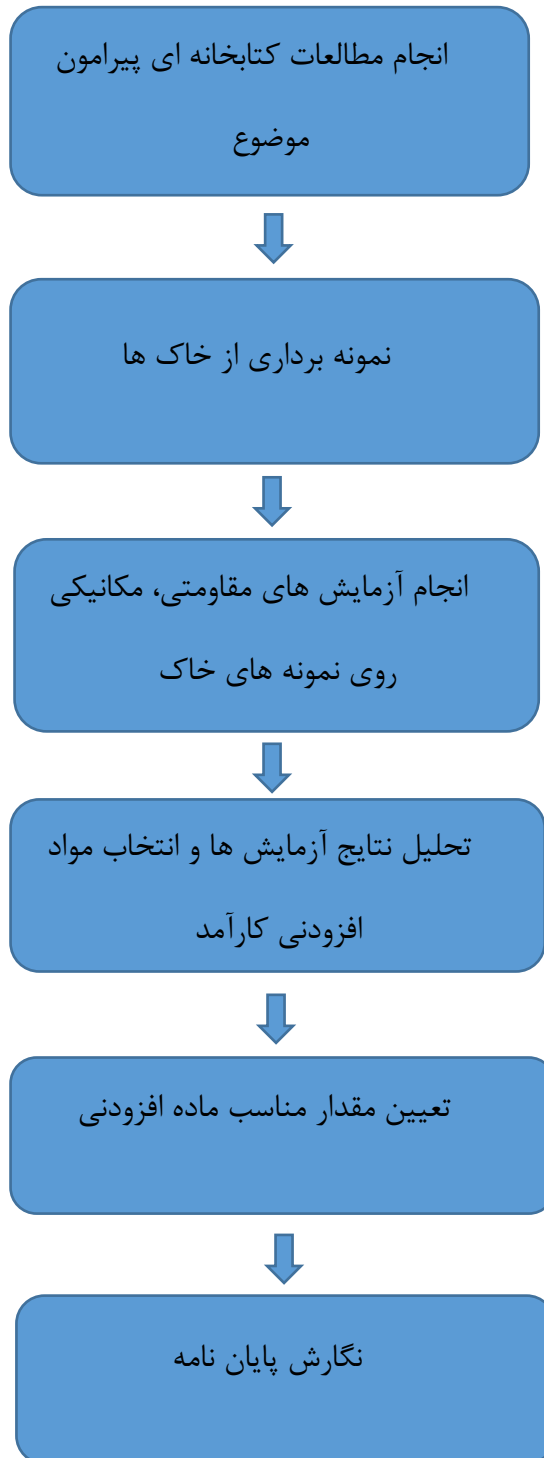 انجام مطالعات کتابخانه ای پیرامون
موضوع
نمونه برداری از خاک ها
انجام آزمایش های مقاومتی، مکانیکی
روی نمونه های خاک
تحلیل نتایج آزمایش ها و انتخاب مواد
افزودنی کارآمد
تعیین مقدار مناسب ماده افزودنی
نگارش پایان نامه